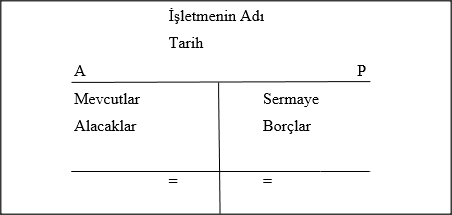 İşletmenin Adı
Tarih
A P
Mevcutlar Sermaye
Alacaklar Borçlar
= =